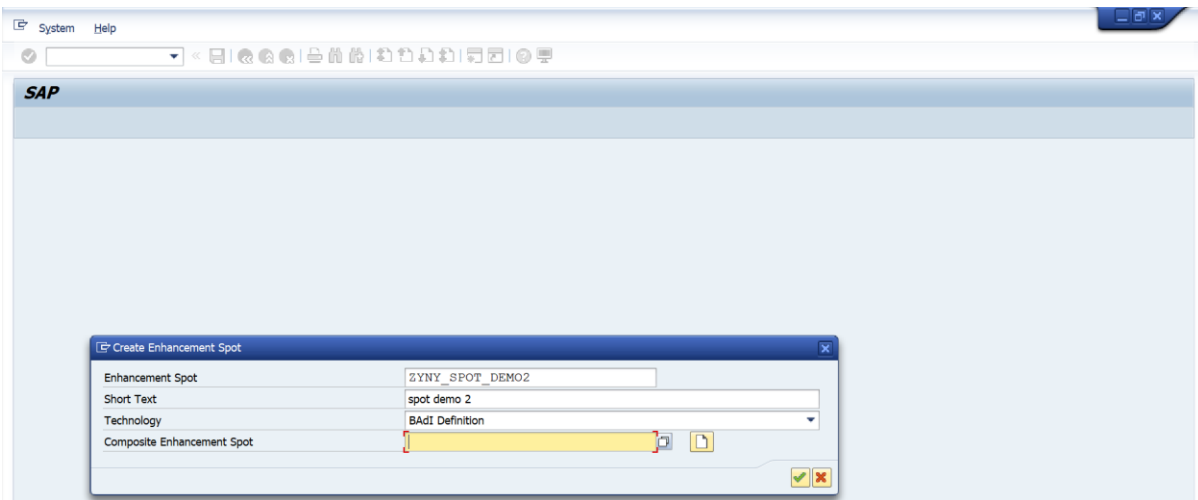 System Help
SAP
Create Enhancement Spot
Enhancement Spot ZYNY_SPOT_DEMO2
Short Text spot demo 2
Technology BAdI Definition
Composite Enhancement Spot